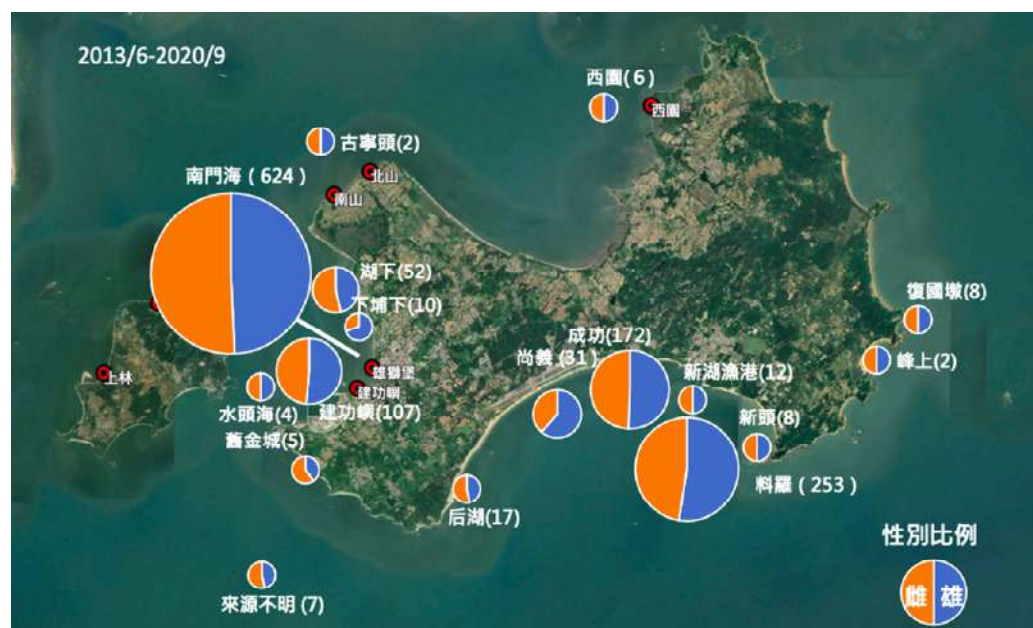 2013/6-2020/9
西園(6)
西園
古寧頭(2)
北山
南門海(624)
南山
湖下(52)
復國墩(8)
下埔下(10)
成功(172)
尚義(31)
峰上(2)
雄獅堡
新湖漁港(12)
上林
建功嶼
水頭海(4)
建功嶼(107)
新頭(8)
舊金城(5)
料羅(253)
后湖(17)
性別比例
雌 雄
來源不明(7)